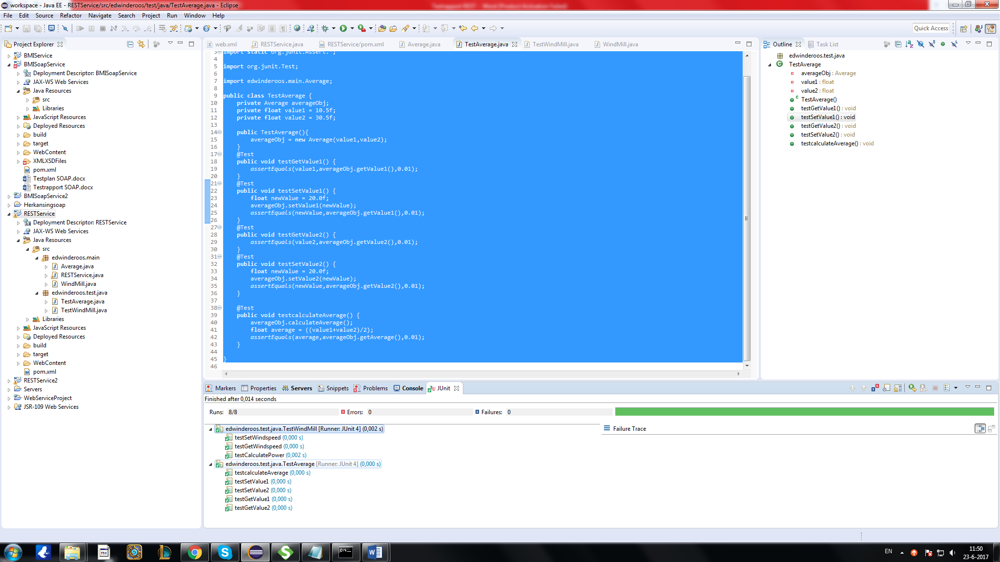 workspace - Java EE - RESTService/src/edwinderoos/test/java/TestAverage.java - Eclipse
File Edit Source Refactor Navigate Search Project Run Window Help
Quick Access
Project Explorer
BMIService
BMISoapService
Deployment Descriptor: BMISoapService
JAX-WS Web Services
Java Resources
src
Libraries
JavaScript Resources
Deployed Resources
build
target
WebContent
XMLXSDFiles
pom.xml
Testplan SOAP.docx
Testrapport SOAP.docx
BMISoapService2
Herkansingsoap
RESTService
Deployment Descriptor: RESTService
JAX-WS Web Services
Java Resources
src
edwinderoos.main
Average.java
RESTService.java
WindMill.java
edwinderoos.test.java
TestAverage.java
TestWindMill.java
Libraries
JavaScript Resources
Deployed Resources
build
target
WebContent
pom.xml
RESTService2
Servers
WebServiceProject
JSR-109 Web Services
web.xml RESTService.java RESTService/pom.xml Average.java TestAverage.java TestWindMill.java WindMill.java
3 import static org.junit.Assert.*;
4
5 import org.junit.Test;
6
7 import edwinderoos.main.Average;
8
9 public class TestAverage {
10 private Average averageObj;
11 private float value1 = 10.5f;
12 private float value2 = 30.5f;
13
14 public TestAverage(){
15 averageObj = new Average(value1,value2);
16 }
17 @Test
18 public void testGetValue1() {
19 assertEquals(value1,averageObj.getValue1(),0.01);
20 }
21 @Test
22 public void testSetValue1() {
23 float newValue = 20.0f;
24 averageObj.setValue1(newValue);
25 assertEquals(newValue,averageObj.getValue1(),0.01);
26 }
27 @Test
28 public void testGetValue2() {
29 assertEquals(value2,averageObj.getValue2(),0.01);
30 }
31 @Test
32 public void testSetValue2() {
33 float newValue = 20.0f;
34 averageObj.setValue2(newValue);
35 assertEquals(newValue,averageObj.getValue2(),0.01);
36 }
37
38 @Test
39 public void testcalculateAverage() {
40 averageObj.calculateAverage();
41 float average = ((value1+value2)/2);
42 assertEquals(average,averageObj.getAverage(),0.01);
43 }
44
45 }
46
Outline Task List
edwinderoos.test.java
TestAverage
averageObj : Average
value1 : float
value2 : float
TestAverage()
testGetValue1() : void
testSetValue1() : void
testGetValue2() : void
testSetValue2() : void
testcalculateAverage() : void
Markers Properties Servers Snippets Problems Console JUnit
Finished after 0,014 seconds
Runs: 8/8 Errors: 0 Failures: 0
edwinderoos.test.java.TestWindMill [Runner: JUnit 4] (0,002 s)
testSetWindspeed (0,000 s)
testGetWindspeed (0,000 s)
testCalculatePower (0,002 s)
edwinderoos.test.java.TestAverage [Runner: JUnit 4] (0,000 s)
testcalculateAverage (0,000 s)
testSetValue1 (0,000 s)
testSetValue2 (0,000 s)
testGetValue1 (0,000 s)
testGetValue2 (0,000 s)
Failure Trace
EN
11:50
23-6-2017